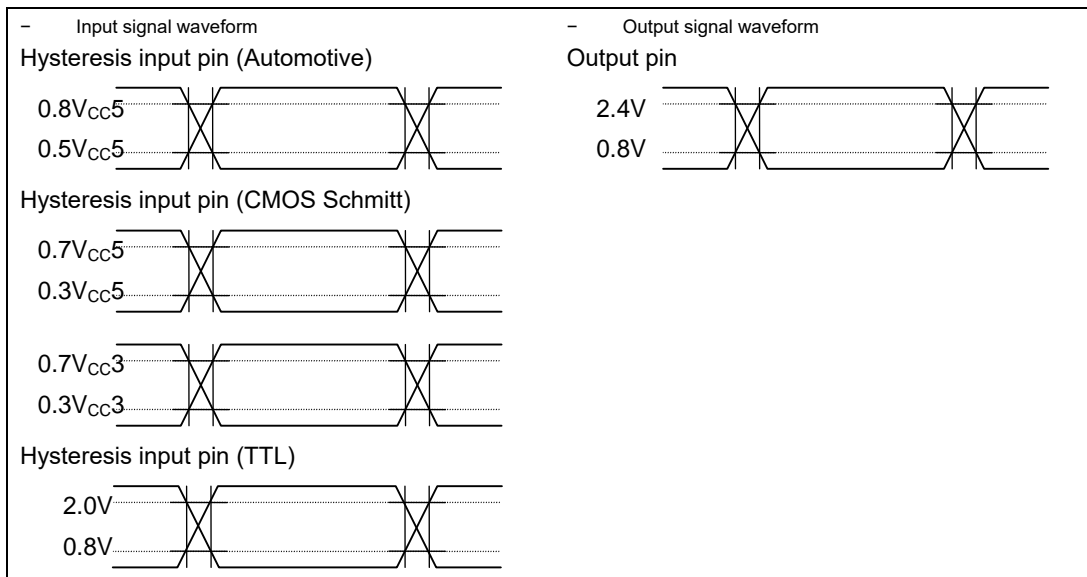 − Input signal waveform
Hysteresis input pin (Automotive)
0.8VCC5
0.5VCC5
Hysteresis input pin (CMOS Schmitt)
0.7VCC5
0.3VCC5
0.7VCC3
0.3VCC3
Hysteresis input pin (TTL)
2.0V
0.8V
− Output signal waveform
Output pin
2.4V
0.8V